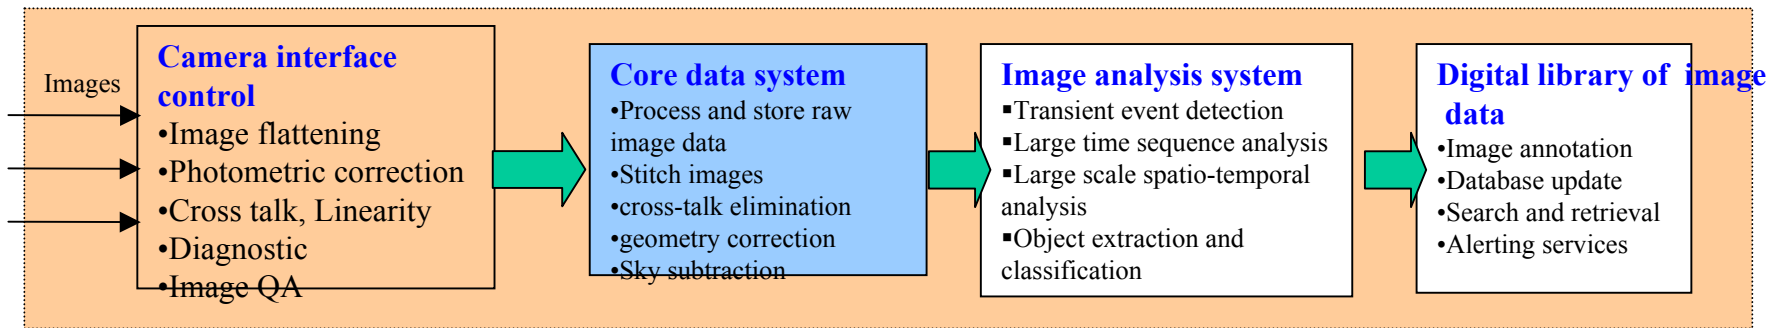 Images
Camera interface
control
•Image flattening
•Photometric correction
•Cross talk, Linearity
•Diagnostic
•Image QA
Core data system
•Process and store raw
image data
•Stitch images
•cross-talk elimination
•geometry correction
•Sky subtraction
Image analysis system
▪Transient event detection
▪Large time sequence analysis
▪Large scale spatio-temporal
analysis
▪Object extraction and
classification
Digital library of image
data
•Image annotation
•Database update
•Search and retrieval
•Alerting services